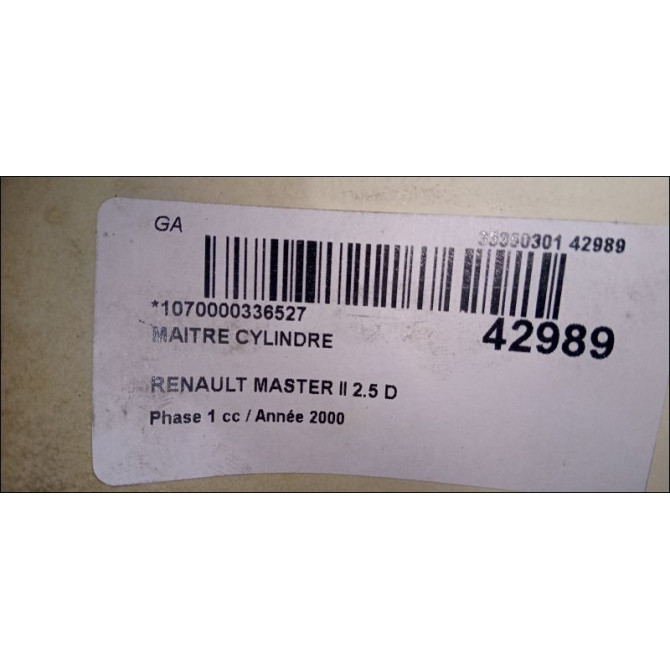 GA
42989
*1070000336527
MAITRE CYLINDRE
42989
RENAULT MASTER II 2.5 D
Phase 1 cc / Année 2000